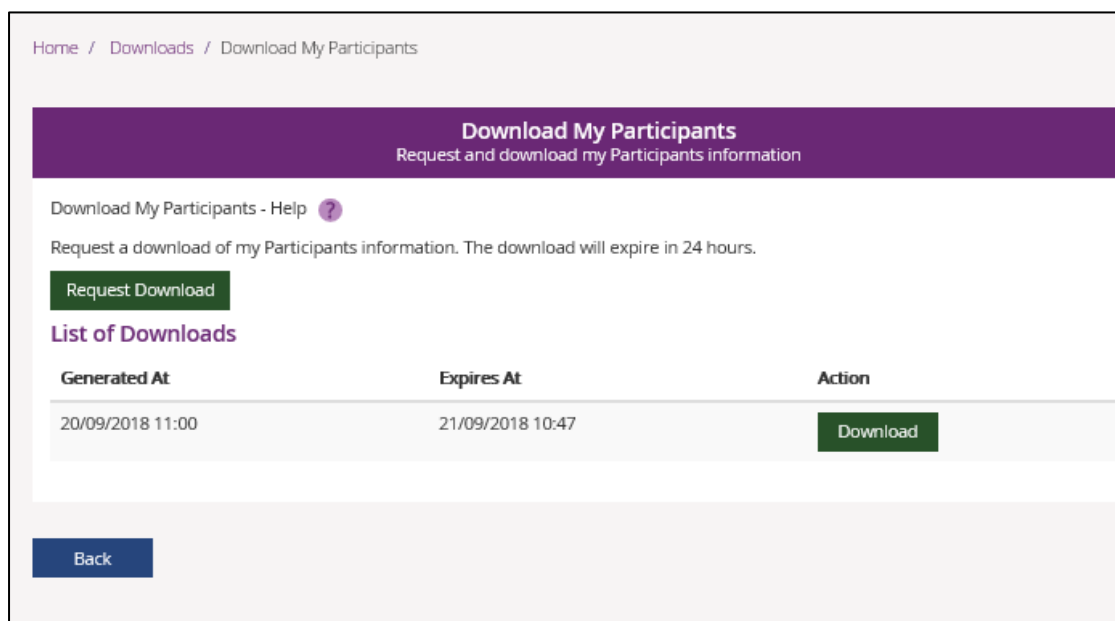 Home / Downloads / Download My Participants
Download My Participants
Request and download my Participants information
Download My Participants - Help ?
Request a download of my Participants information. The download will expire in 24 hours.
Request Download
List of Downloads
Generated At Expires At Action
20/09/2018 11:00 21/09/2018 10:47 Download
Back